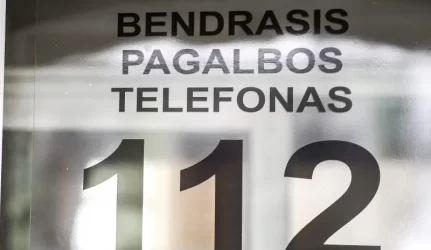 BENDRASIS
PAGALBOS
TELEFONAS
112